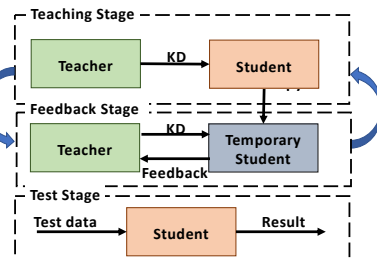 Teaching Stage
Teacher
KD
Student
Feedback Stage
Teacher
KD
Feedback
Temporary
Student
Test Stage
Test data
Student
Result